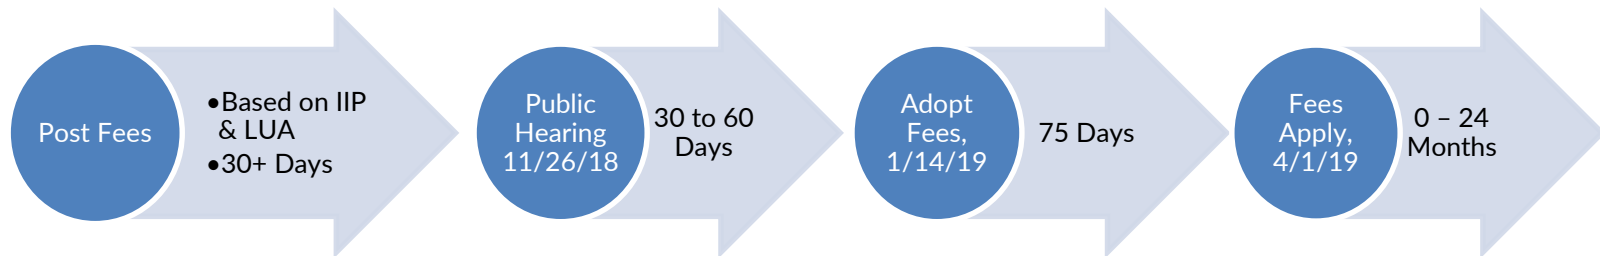 Post Fees
•Based on IIP
& LUA
•30+ Days
Public
Hearing
11/26/18
30 to 60
Days
Adopt
Fees,
1/14/19
75 Days
Fees
Apply,
4/1/19
0 – 24
Months